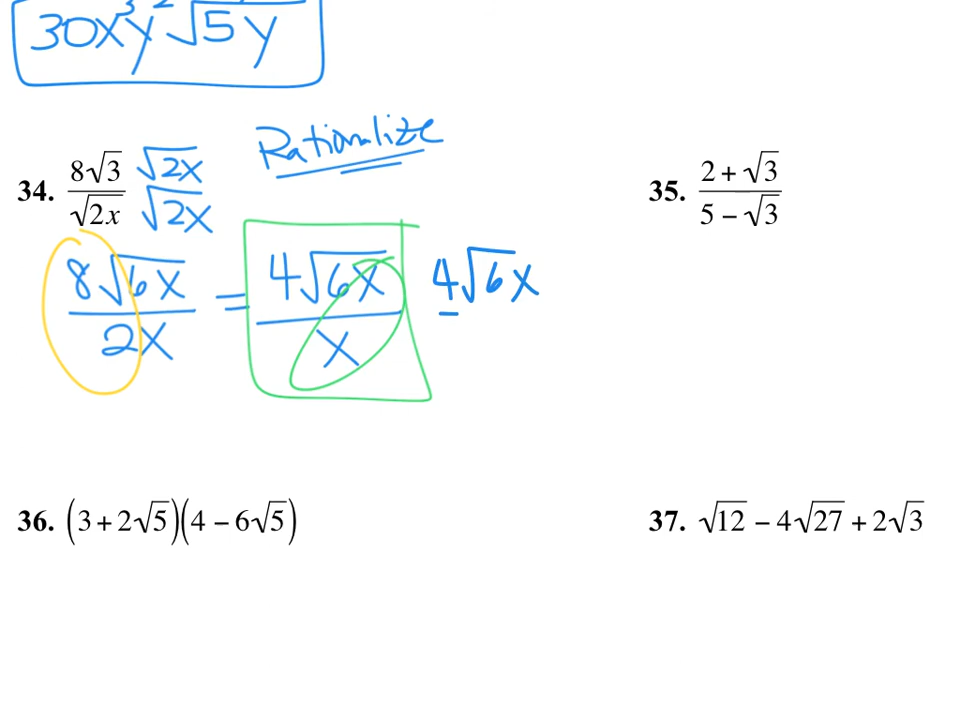 30x³y²√5y
Rationalize
34. 8√3/√2x √2x/√2x
35. (2 + √3)/(5 − √3)
8√6x/2x = 4√6x/x 4√6x
36. (3 + 2√5)(4 − 6√5)
37. √12 − 4√27 + 2√3